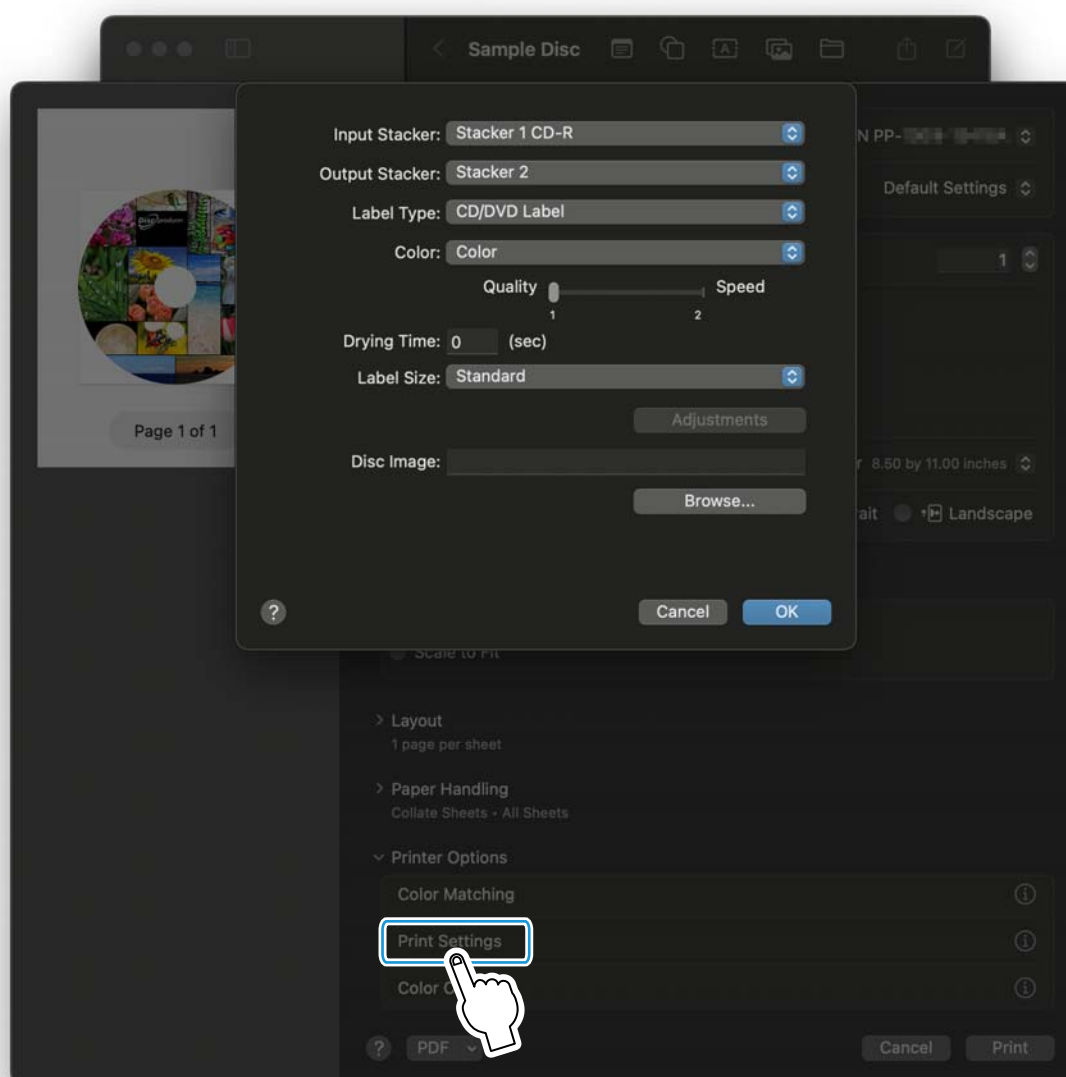 Sample Disc
Input Stacker: Stacker 1 CD-R
N PP-
Output Stacker: Stacker 2
Default Settings
Label Type: CD/DVD Label
Color: Color
1
Quality Speed
1 2
Drying Time: 0 (sec)
Label Size: Standard
Adjustments
Page 1 of 1
Disc Image:
r 8.50 by 11.00 inches
Browse...
ait Landscape
? Cancel OK
Scale to Fit
Layout
1 page per sheet
Paper Handling
Collate Sheets • All Sheets
Printer Options
Color Matching
Print Settings
Color
? PDF Cancel Print